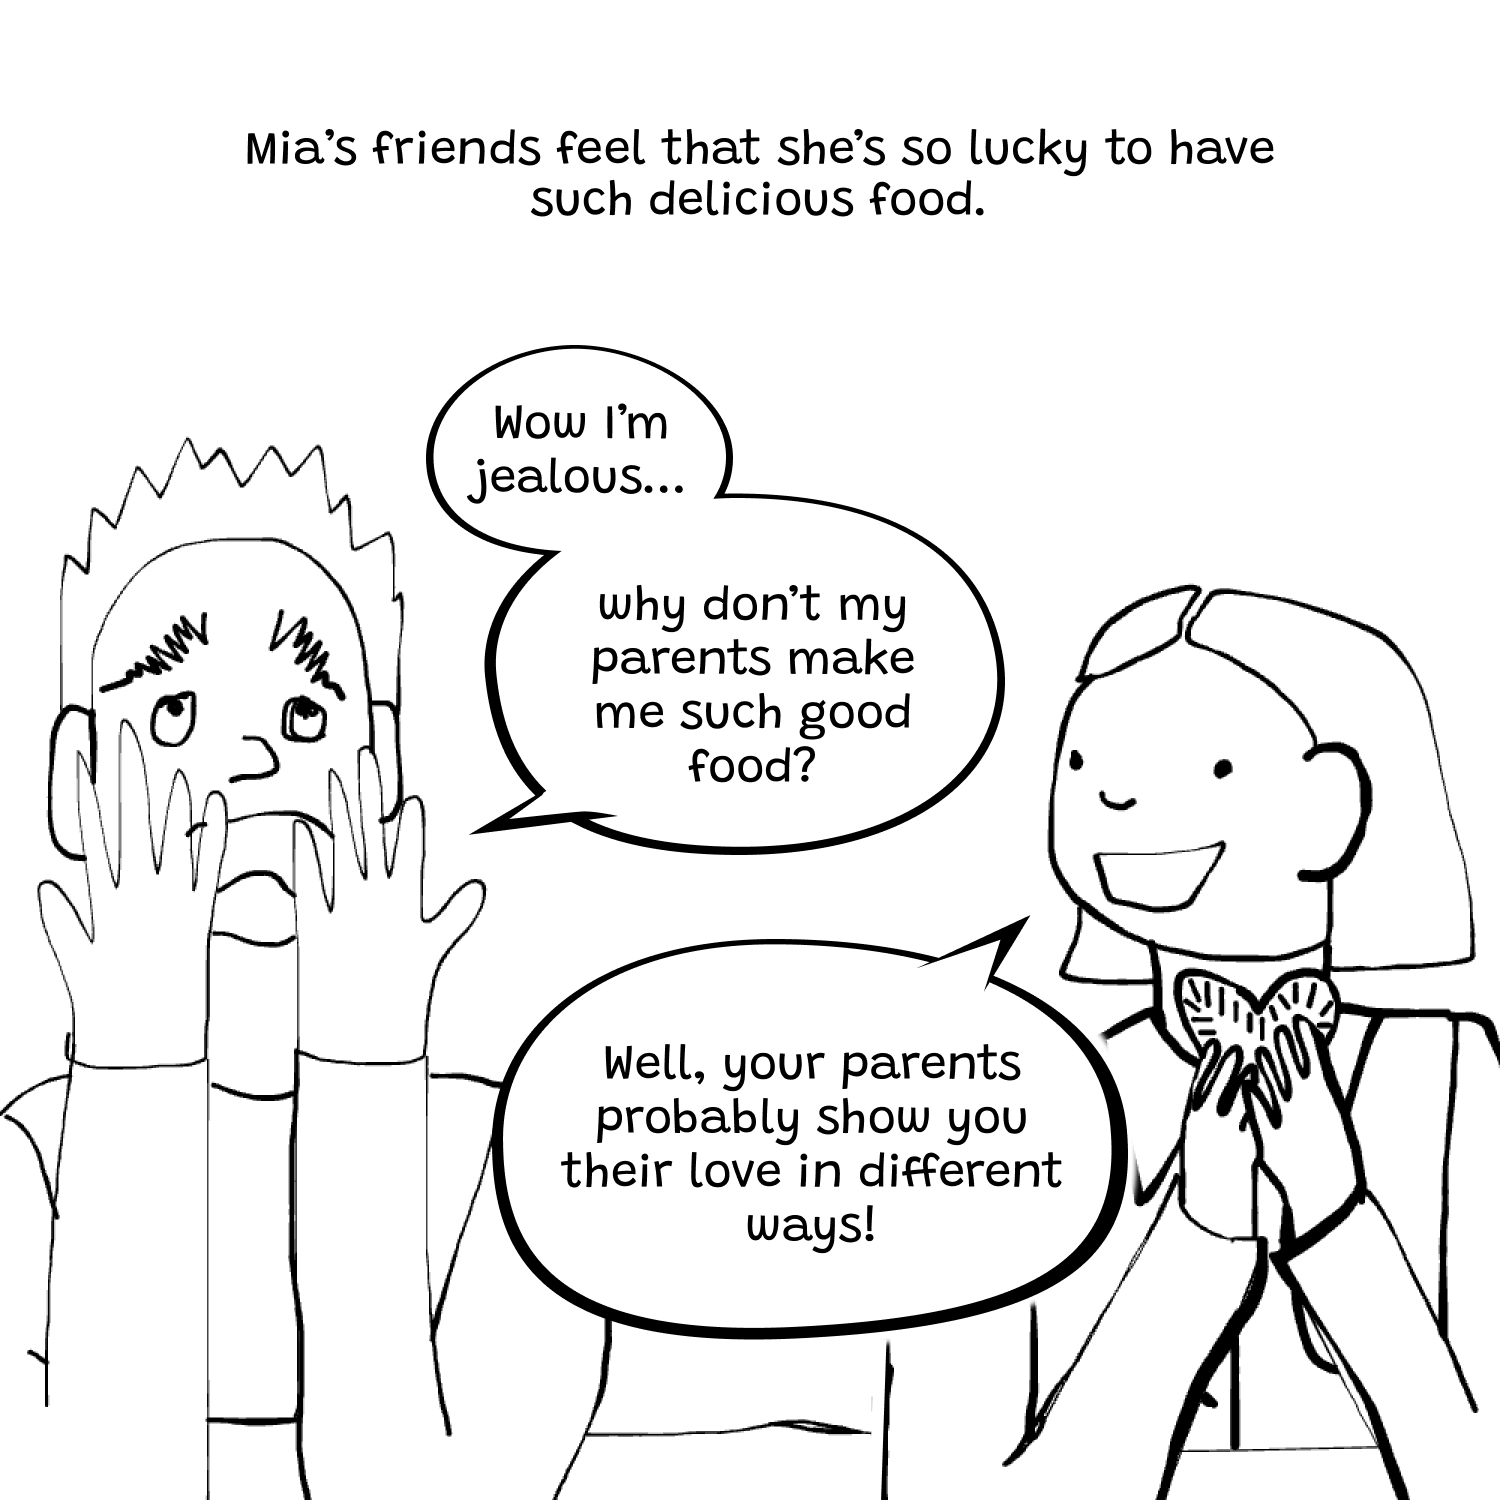 Mia’s friends feel that she’s so lucky to have
such delicious food.
Wow I’m
jealous...
why don’t my
parents make
me such good
food?
Well, your parents
probably show you
their love in different
ways!